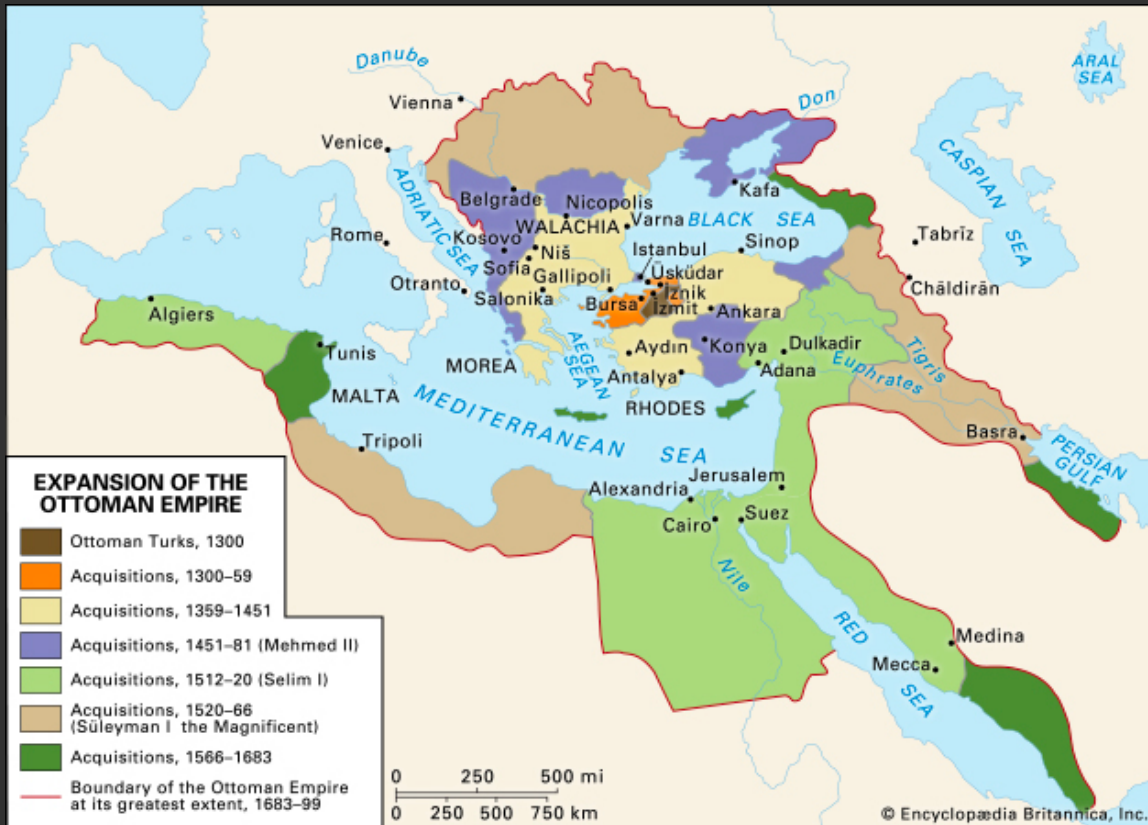 Danube
Vienna
Don
ARAL
SEA
Venice
CASPIAN
SEA
ADRIATIC SEA
Belgrade
Nicopolis
Kafa
WALACHIA
Varna
BLACK SEA
Rome
Kosovo
Niš
Istanbul
Sinop
Tabrīz
Sofia
Gallipoli
Üsküdar
Otranto
Salonika
Bursa
İznik
İzmit
Ankara
Chāldirān
Algiers
Tunis
AEGEAN
SEA
Aydın
Konya
Dulkadir
Tigris
MOREA
Antalya
Adana
Euphrates
MALTA
MEDITERRANEAN SEA
RHODES
Tripoli
Basra
PERSIAN
GULF
Jerusalem
Alexandria
Cairo
Suez
Nile
RED
SEA
Medina
Mecca
EXPANSION OF THE
OTTOMAN EMPIRE
Ottoman Turks, 1300
Acquisitions, 1300–59
Acquisitions, 1359–1451
Acquisitions, 1451–81 (Mehmed II)
Acquisitions, 1512–20 (Selim I)
Acquisitions, 1520–66
(Süleyman I the Magnificent)
Acquisitions, 1566–1683
Boundary of the Ottoman Empire
at its greatest extent, 1683–99
0 250 500 mi
0 250 500 750 km
© Encyclopædia Britannica, Inc.